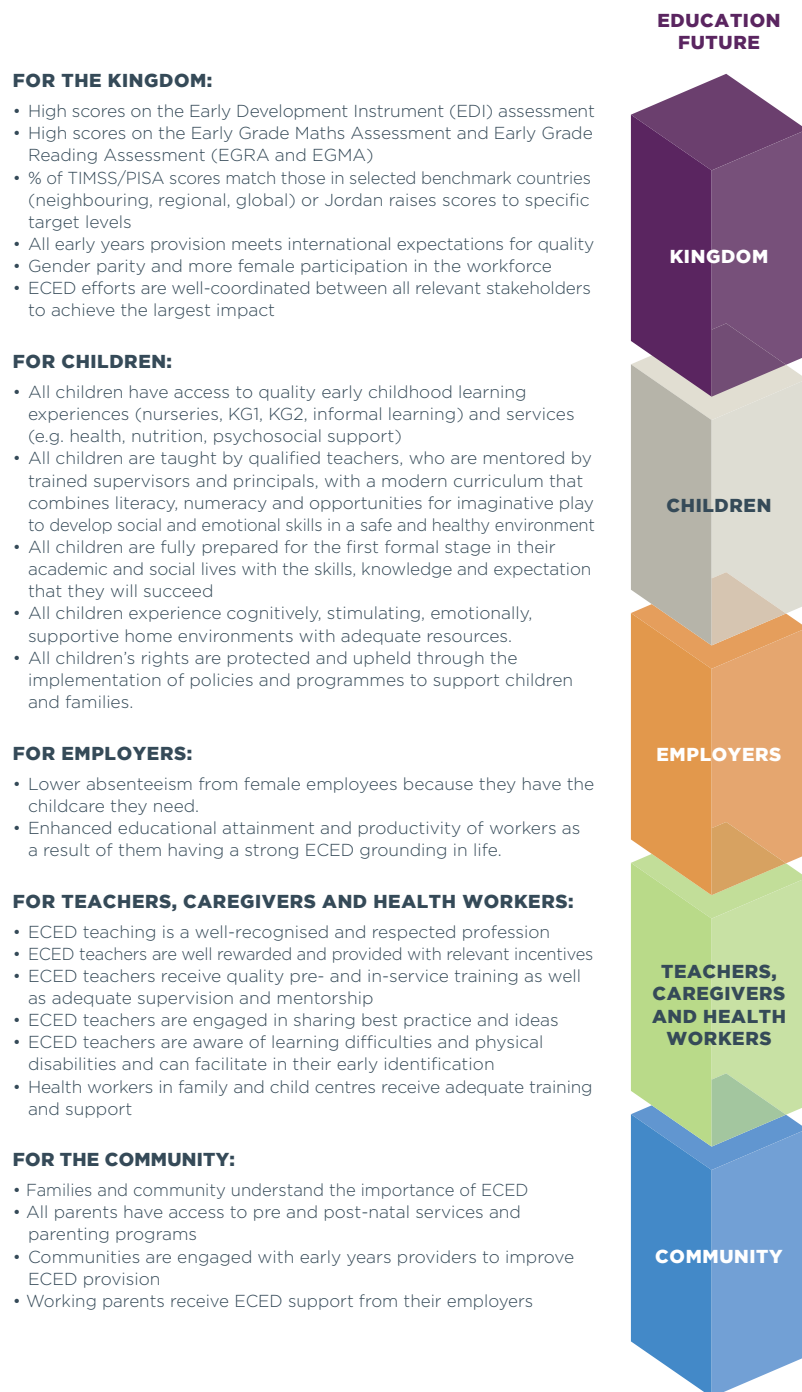 EDUCATION
FUTURE
FOR THE KINGDOM:
• High scores on the Early Development Instrument (EDI) assessment
• High scores on the Early Grade Maths Assessment and Early Grade
Reading Assessment (EGRA and EGMA)
• % of TIMSS/PISA scores match those in selected benchmark countries
(neighbouring, regional, global) or Jordan raises scores to specific
target levels
• All early years provision meets international expectations for quality
• Gender parity and more female participation in the workforce
• ECED efforts are well-coordinated between all relevant stakeholders
to achieve the largest impact
KINGDOM
FOR CHILDREN:
• All children have access to quality early childhood learning
experiences (nurseries, KG1, KG2, informal learning) and services
(e.g. health, nutrition, psychosocial support)
• All children are taught by qualified teachers, who are mentored by
trained supervisors and principals, with a modern curriculum that
combines literacy, numeracy and opportunities for imaginative play
to develop social and emotional skills in a safe and healthy environment
• All children are fully prepared for the first formal stage in their
academic and social lives with the skills, knowledge and expectation
that they will succeed
• All children experience cognitively, stimulating, emotionally,
supportive home environments with adequate resources.
• All children's rights are protected and upheld through the
implementation of policies and programmes to support children
and families.
CHILDREN
FOR EMPLOYERS:
• Lower absenteeism from female employees because they have the
childcare they need.
• Enhanced educational attainment and productivity of workers as
a result of them having a strong ECED grounding in life.
EMPLOYERS
FOR TEACHERS, CAREGIVERS AND HEALTH WORKERS:
• ECED teaching is a well-recognised and respected profession
• ECED teachers are well rewarded and provided with relevant incentives
• ECED teachers receive quality pre- and in-service training as well
as adequate supervision and mentorship
• ECED teachers are engaged in sharing best practice and ideas
• ECED teachers are aware of learning difficulties and physical
disabilities and can facilitate in their early identification
• Health workers in family and child centres receive adequate training
and support
TEACHERS,
CAREGIVERS
AND HEALTH
WORKERS
FOR THE COMMUNITY:
• Families and community understand the importance of ECED
• All parents have access to pre and post-natal services and
parenting programs
• Communities are engaged with early years providers to improve
ECED provision
• Working parents receive ECED support from their employers
COMMUNITY